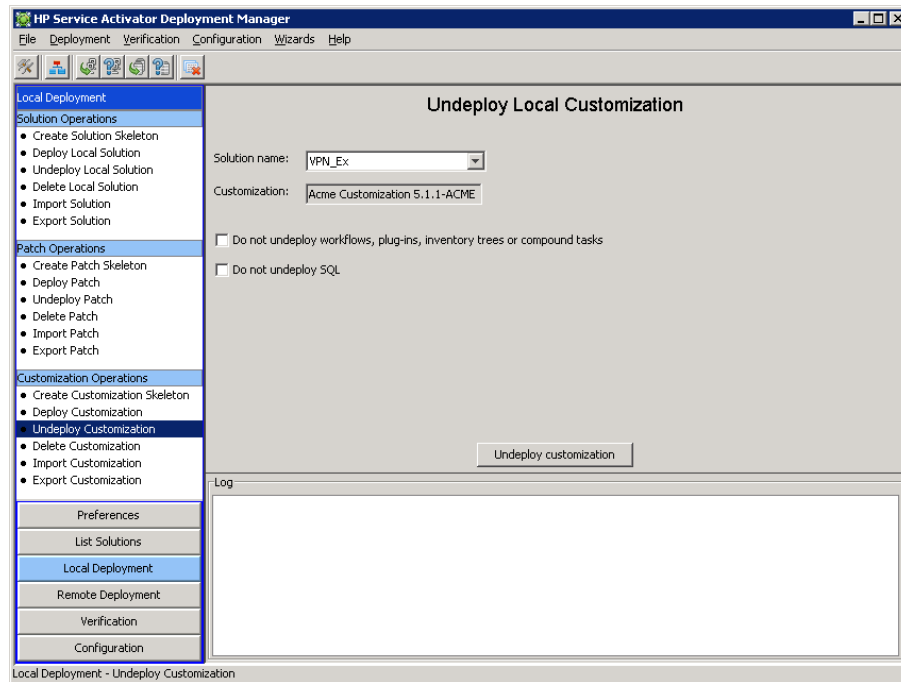 HP Service Activator Deployment Manager
File Deployment Verification Configuration Wizards Help
Local Deployment
Solution Operations
Create Solution Skeleton
Deploy Local Solution
Undeploy Local Solution
Delete Local Solution
Import Solution
Export Solution
Patch Operations
Create Patch Skeleton
Deploy Patch
Undeploy Patch
Delete Patch
Import Patch
Export Patch
Customization Operations
Create Customization Skeleton
Deploy Customization
Undeploy Customization
Delete Customization
Import Customization
Export Customization
Preferences
List Solutions
Local Deployment
Remote Deployment
Verification
Configuration
Undeploy Local Customization
Solution name: VPN_Ex
Customization: Acme Customization 5.1.1-ACME
Do not undeploy workflows, plug-ins, inventory trees or compound tasks
Do not undeploy SQL
Undeploy customization
Log
Local Deployment - Undeploy Customization